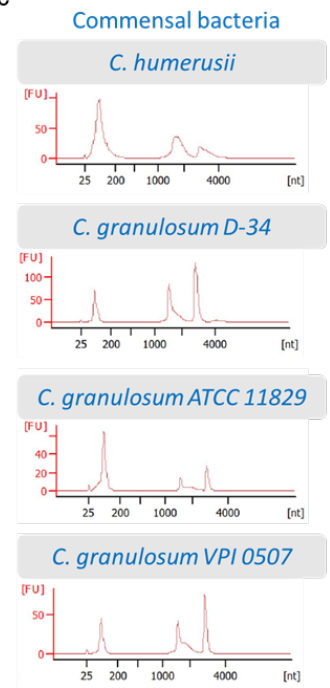 Commensal bacteria
C. humerusii
[FU]
50
0
25 200 1000 4000 [nt]
C. granulosum D-34
[FU]
100
50
0
25 200 1000 4000 [nt]
C. granulosum ATCC 11829
[FU]
40
20
0
25 200 1000 4000 [nt]
C. granulosum VPI 0507
[FU]
50
0
25 200 1000 4000 [nt]